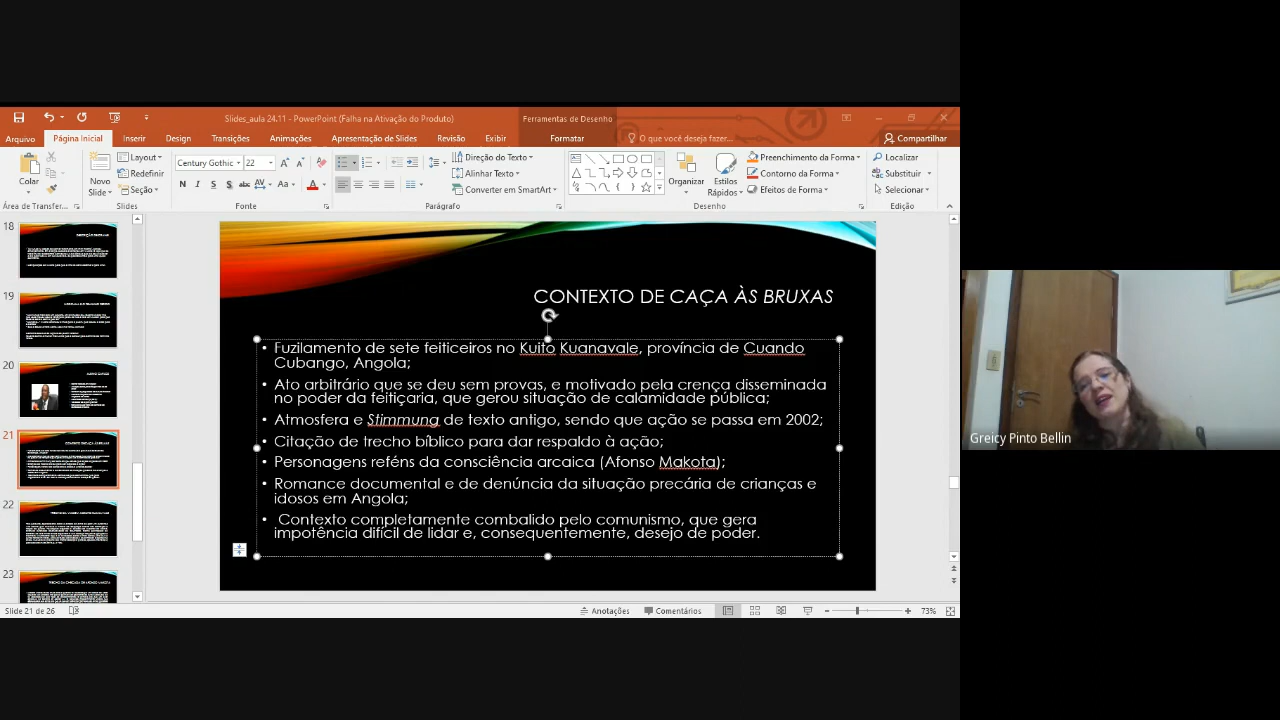 Slides_aula 24.11 - PowerPoint (Falha na Ativação do Produto)
Ferramentas de Desenho
Arquivo
Página Inicial
Inserir
Design
Transições
Animações
Apresentação de Slides
Revisão
Exibir
Formatar
O que você deseja fazer...
Compartilhar
Colar
Novo
Slide
Layout
Redefinir
Seção
Century Gothic
22
N I S S abc AV Aa A
Direção do Texto
Alinhar Texto
Converter em SmartArt
Organizar
Estilos
Rápidos
Preenchimento da Forma
Contorno da Forma
Efeitos de Forma
Localizar
Substituir
Selecionar
Área de Transfer...
Slides
Fonte
Parágrafo
Desenho
Edição
18
19
20
21
22
23
CONTEXTO DE CAÇA ÀS BRUXAS
• Fuzilamento de sete feiticeiros no Kuito Kuanavale, província de Cuando
Cubango, Angola;
• Ato arbitrário que se deu sem provas, e motivado pela crença disseminada
no poder da feitiçaria, que gerou situação de calamidade pública;
• Atmosfera e Stimmung de texto antigo, sendo que ação se passa em 2002;
• Citação de trecho bíblico para dar respaldo à ação;
• Personagens reféns da consciência arcaica (Afonso Makota);
• Romance documental e de denúncia da situação precária de crianças e
idosos em Angola;
• Contexto completamente combalido pelo comunismo, que gera
impotência difícil de lidar e, consequentemente, desejo de poder.
Greicy Pinto Bellin
Slide 21 de 26
Anotações
Comentários
73%